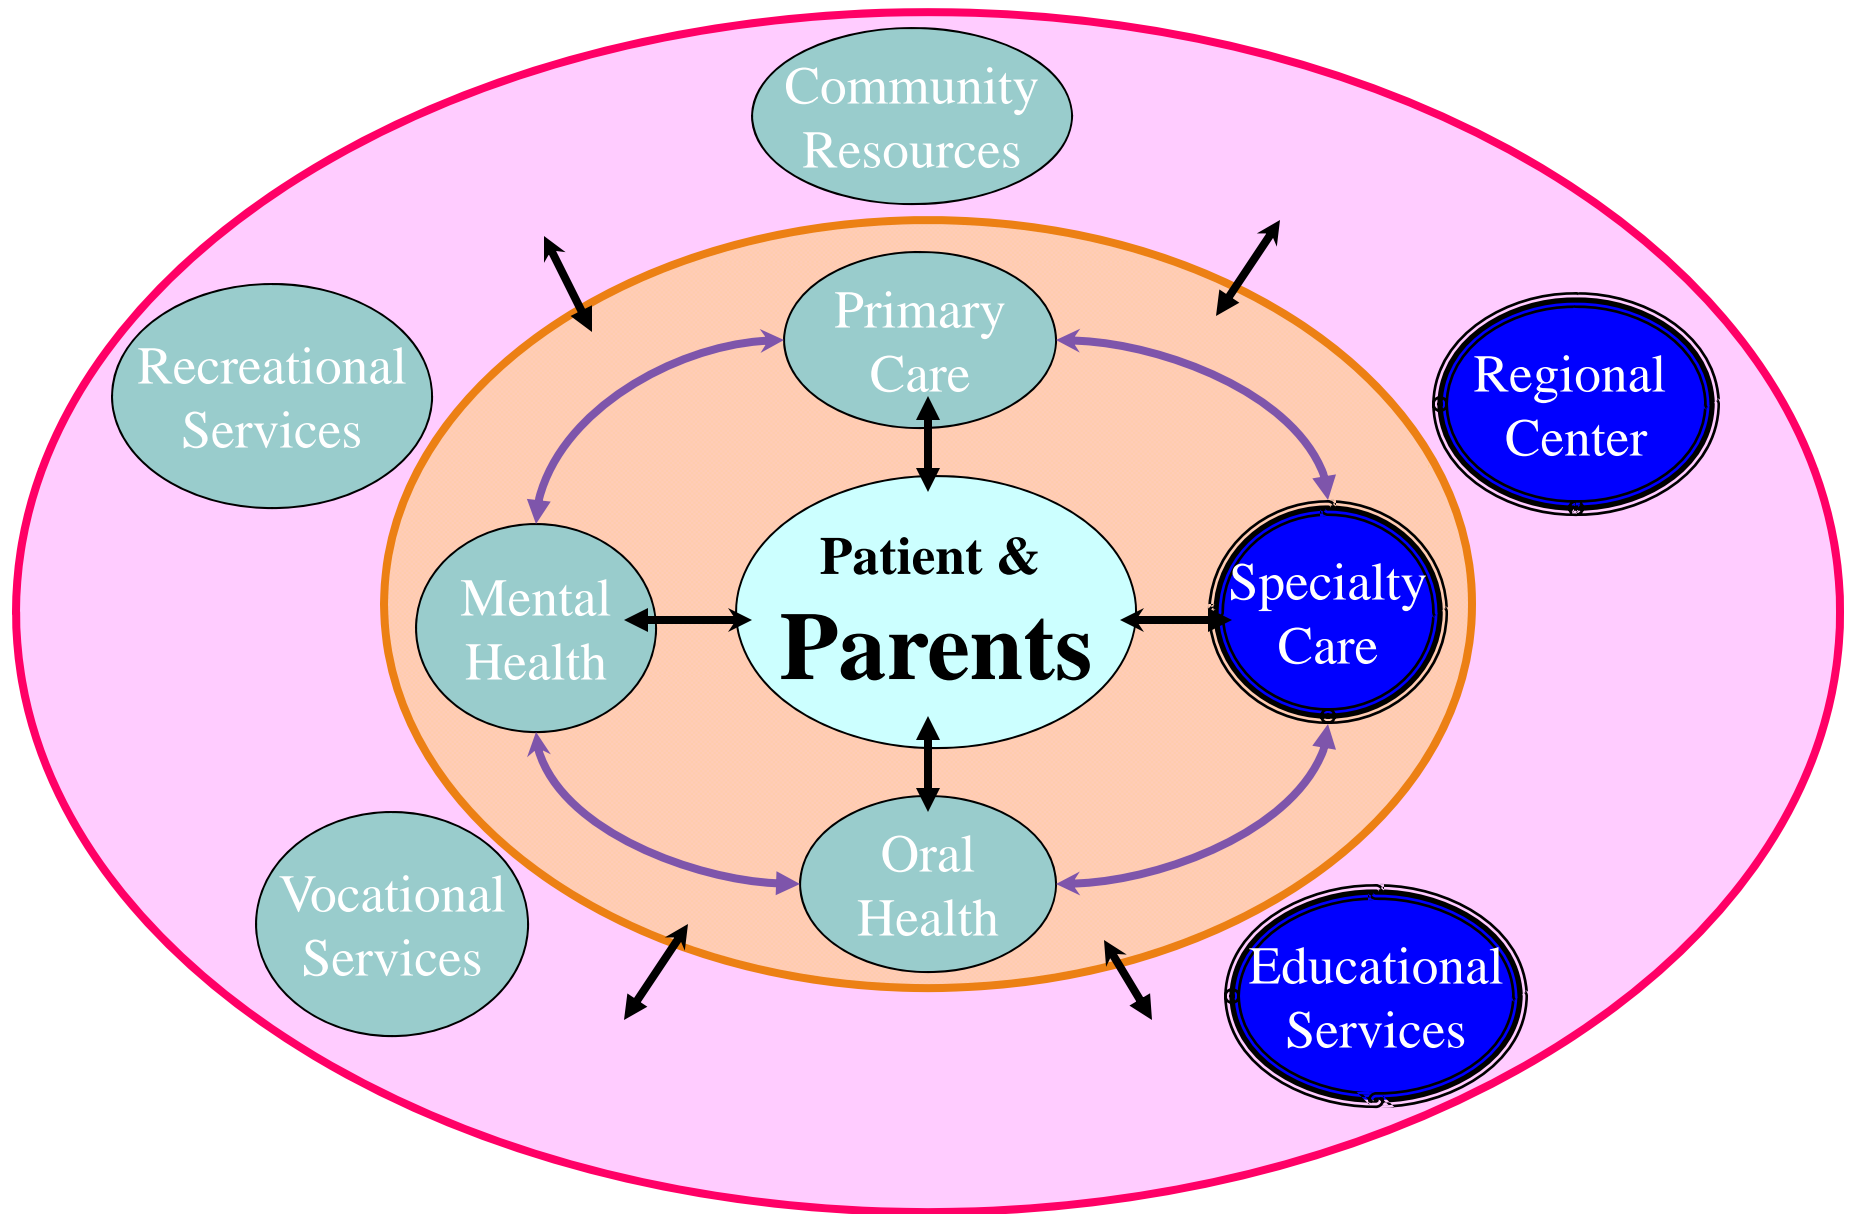 Community
Resources
Primary
Care
Recreational
Services
Regional
Center
Patient &
Parents
Mental
Health
Specialty
Care
Oral
Health
Vocational
Services
Educational
Services